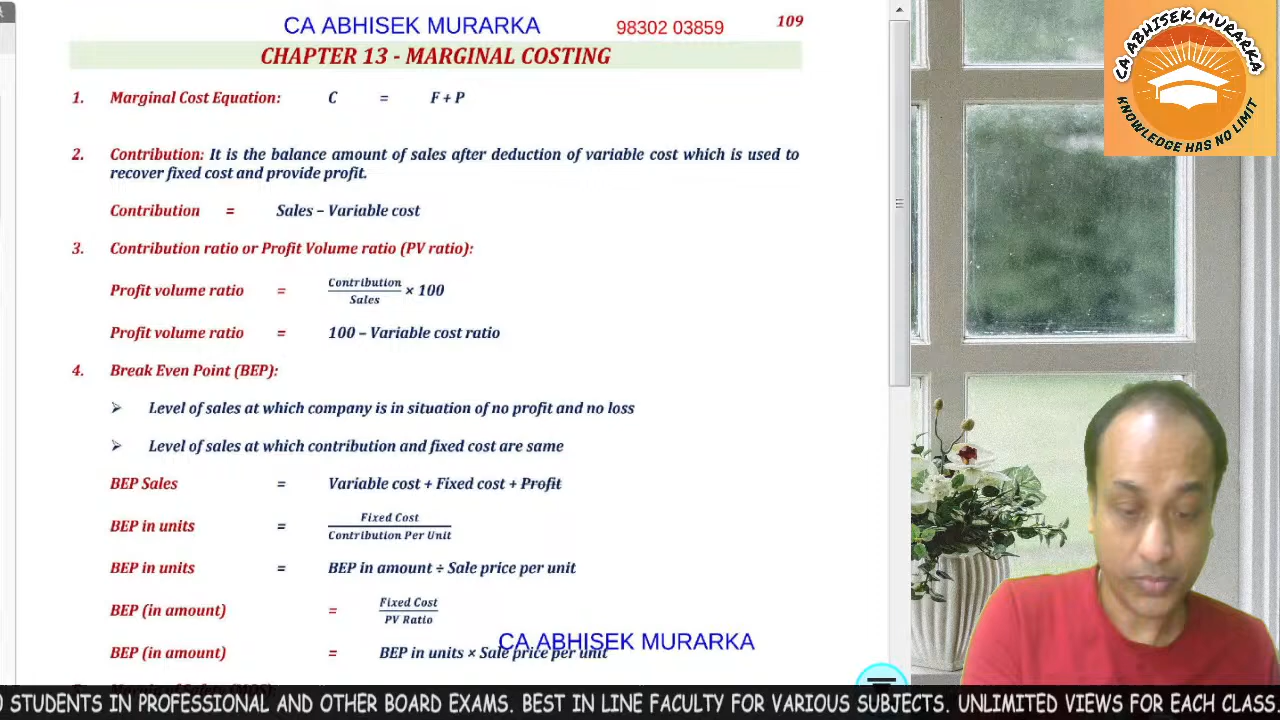 CA ABHISEK MURARKA 98302 03859 109
CHAPTER 13 - MARGINAL COSTING
1. Marginal Cost Equation: C = F + P
2. Contribution: It is the balance amount of sales after deduction of variable cost which is used to
recover fixed cost and provide profit.
Contribution = Sales – Variable cost
3. Contribution ratio or Profit Volume ratio (PV ratio):
Profit volume ratio = Contribution / Sales × 100
Profit volume ratio = 100 – Variable cost ratio
4. Break Even Point (BEP):
➢ Level of sales at which company is in situation of no profit and no loss
➢ Level of sales at which contribution and fixed cost are same
BEP Sales = Variable cost + Fixed cost + Profit
BEP in units = Fixed Cost / Contribution Per Unit
BEP in units = BEP in amount ÷ Sale price per unit
BEP (in amount) = Fixed Cost / PV Ratio
CA ABHISEK MURARKA
BEP (in amount) = BEP in units × Sale price per unit
STUDENTS IN PROFESSIONAL AND OTHER BOARD EXAMS. BEST IN LINE FACULTY FOR VARIOUS SUBJECTS. UNLIMITED VIEWS FOR EACH CLASS.
CA ABHISEK MURARKA
KNOWLEDGE HAS NO LIMIT